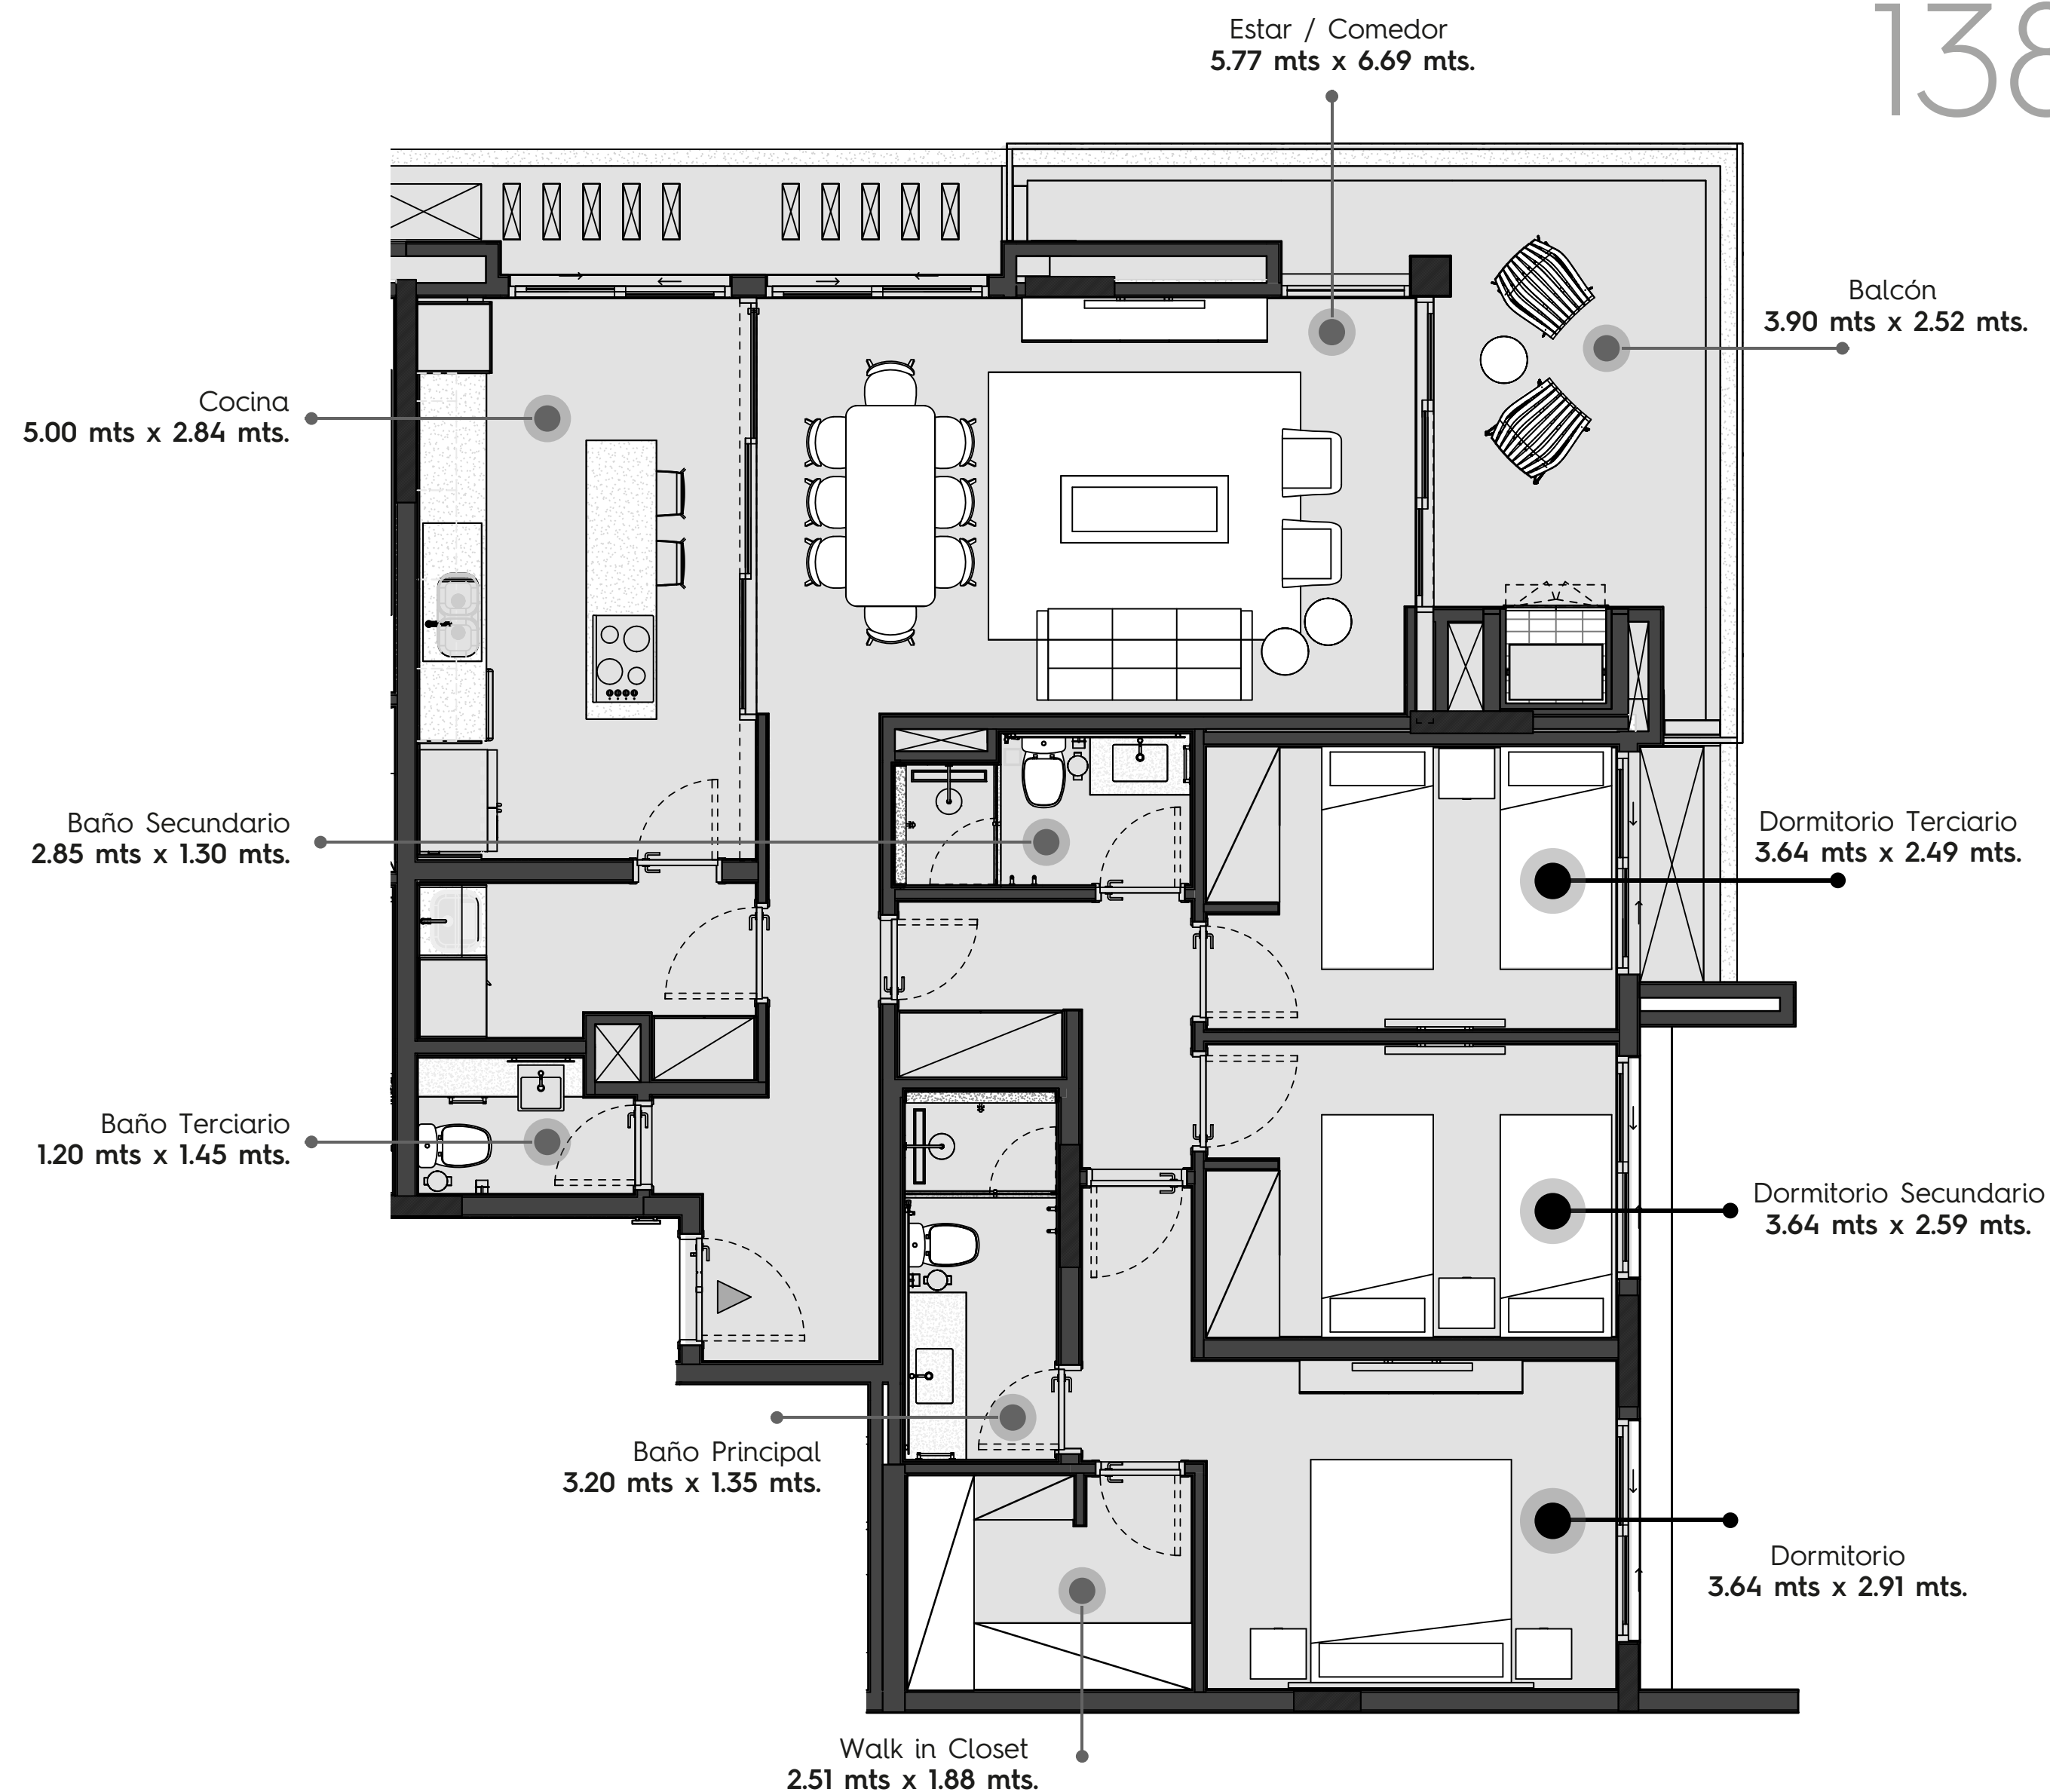 138
Estar / Comedor
5.77 mts x 6.69 mts.
Balcón
3.90 mts x 2.52 mts.
Cocina
5.00 mts x 2.84 mts.
Baño Secundario
2.85 mts x 1.30 mts.
Dormitorio Terciario
3.64 mts x 2.49 mts.
Baño Terciario
1.20 mts x 1.45 mts.
Dormitorio Secundario
3.64 mts x 2.59 mts.
Baño Principal
3.20 mts x 1.35 mts.
Dormitorio
3.64 mts x 2.91 mts.
Walk in Closet
2.51 mts x 1.88 mts.